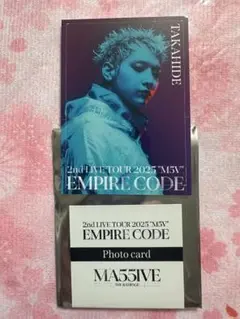 TAKAHIDE
2nd LIVE TOUR 2025 "M5V"
EMPIRE CODE
2nd LIVE TOUR 2025 "M5V"
EMPIRE CODE
Photo card
MA55IVE